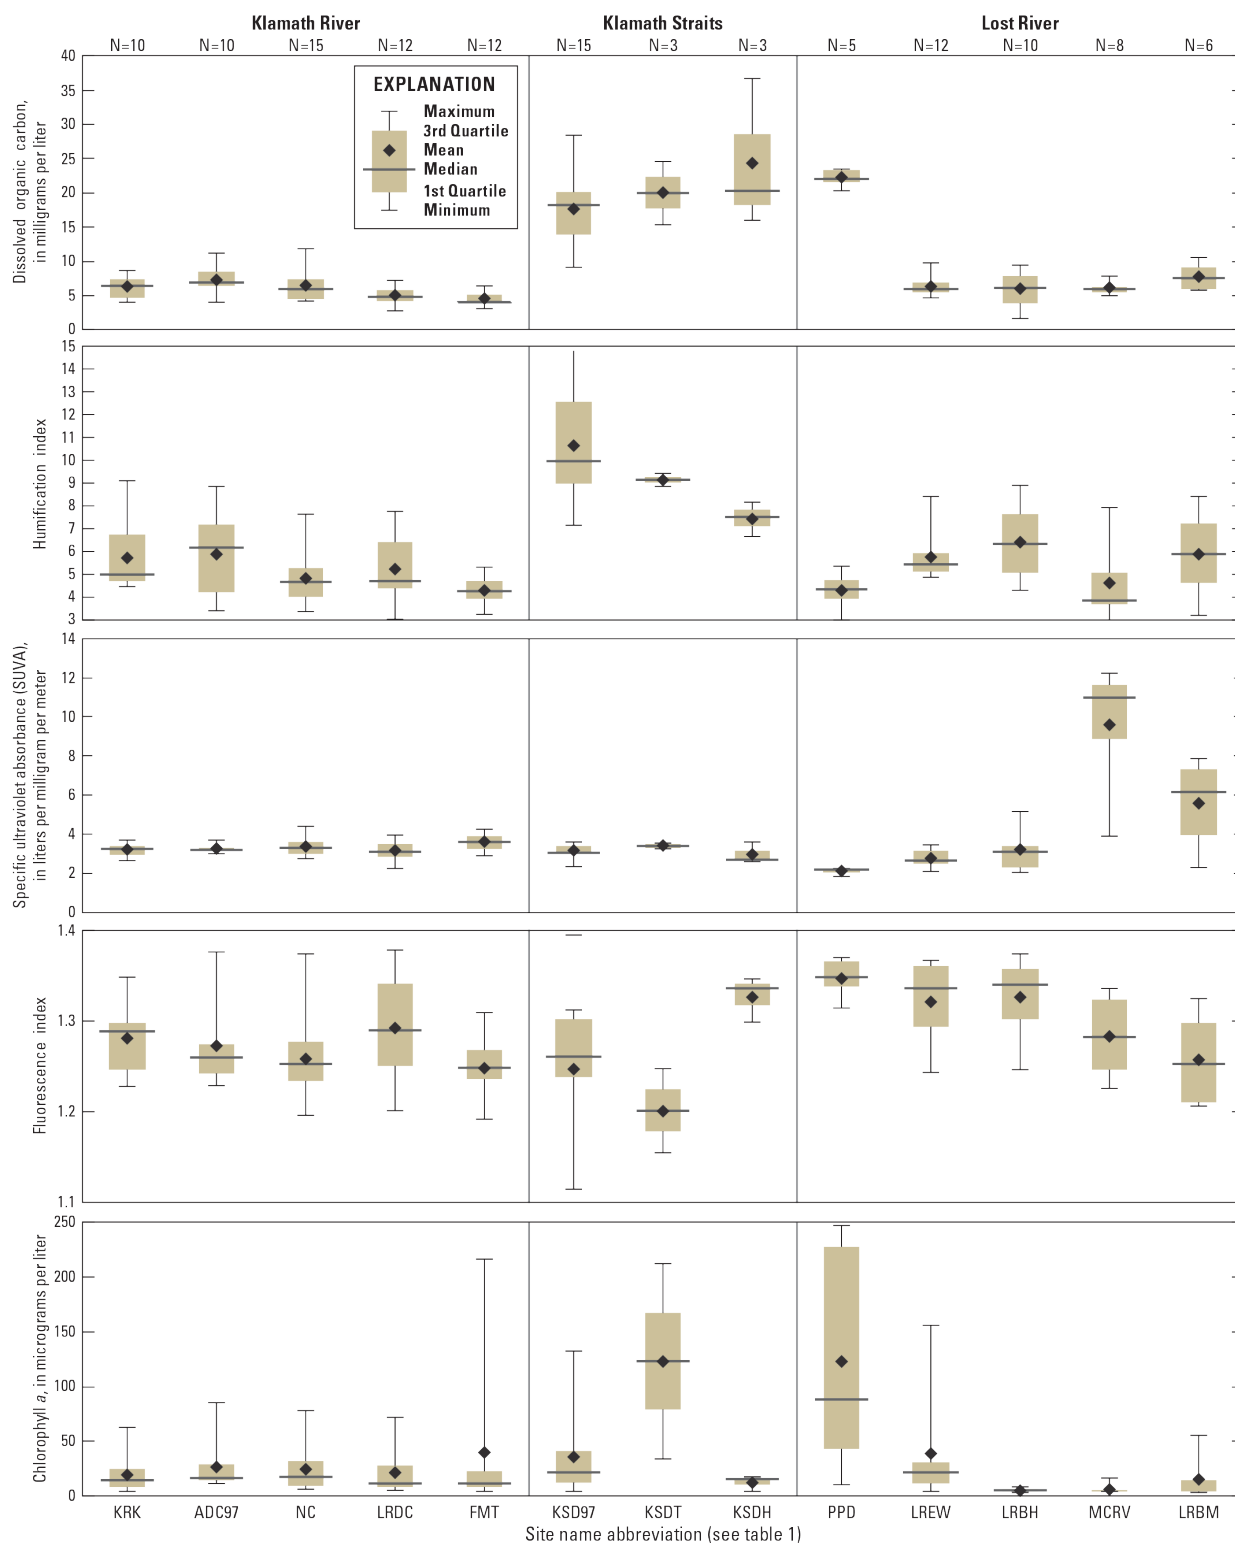 Klamath River Klamath Straits Lost River
N=10 N=10 N=15 N=12 N=12 N=15 N=3 N=3 N=5 N=12 N=10 N=8 N=6
Dissolved organic carbon,
in milligrams per liter
40
35
30
25
20
15
10
5
0
EXPLANATION
Maximum
3rd Quartile
Mean
Median
1st Quartile
Minimum
Humification index
15
14
13
12
11
10
9
8
7
6
5
4
3
Specific ultraviolet absorbance (SUVA),
in liters per milligram per meter
14
12
10
8
6
4
2
0
Fluorescence index
1.4
1.3
1.2
1.1
Chlorophyll a, in micrograms per liter
250
200
150
100
50
0
KRK ADC97 NC LRDC FMT KSD97 KSDT KSDH PPD LREW LRBH MCRV LRBM
Site name abbreviation (see table 1)